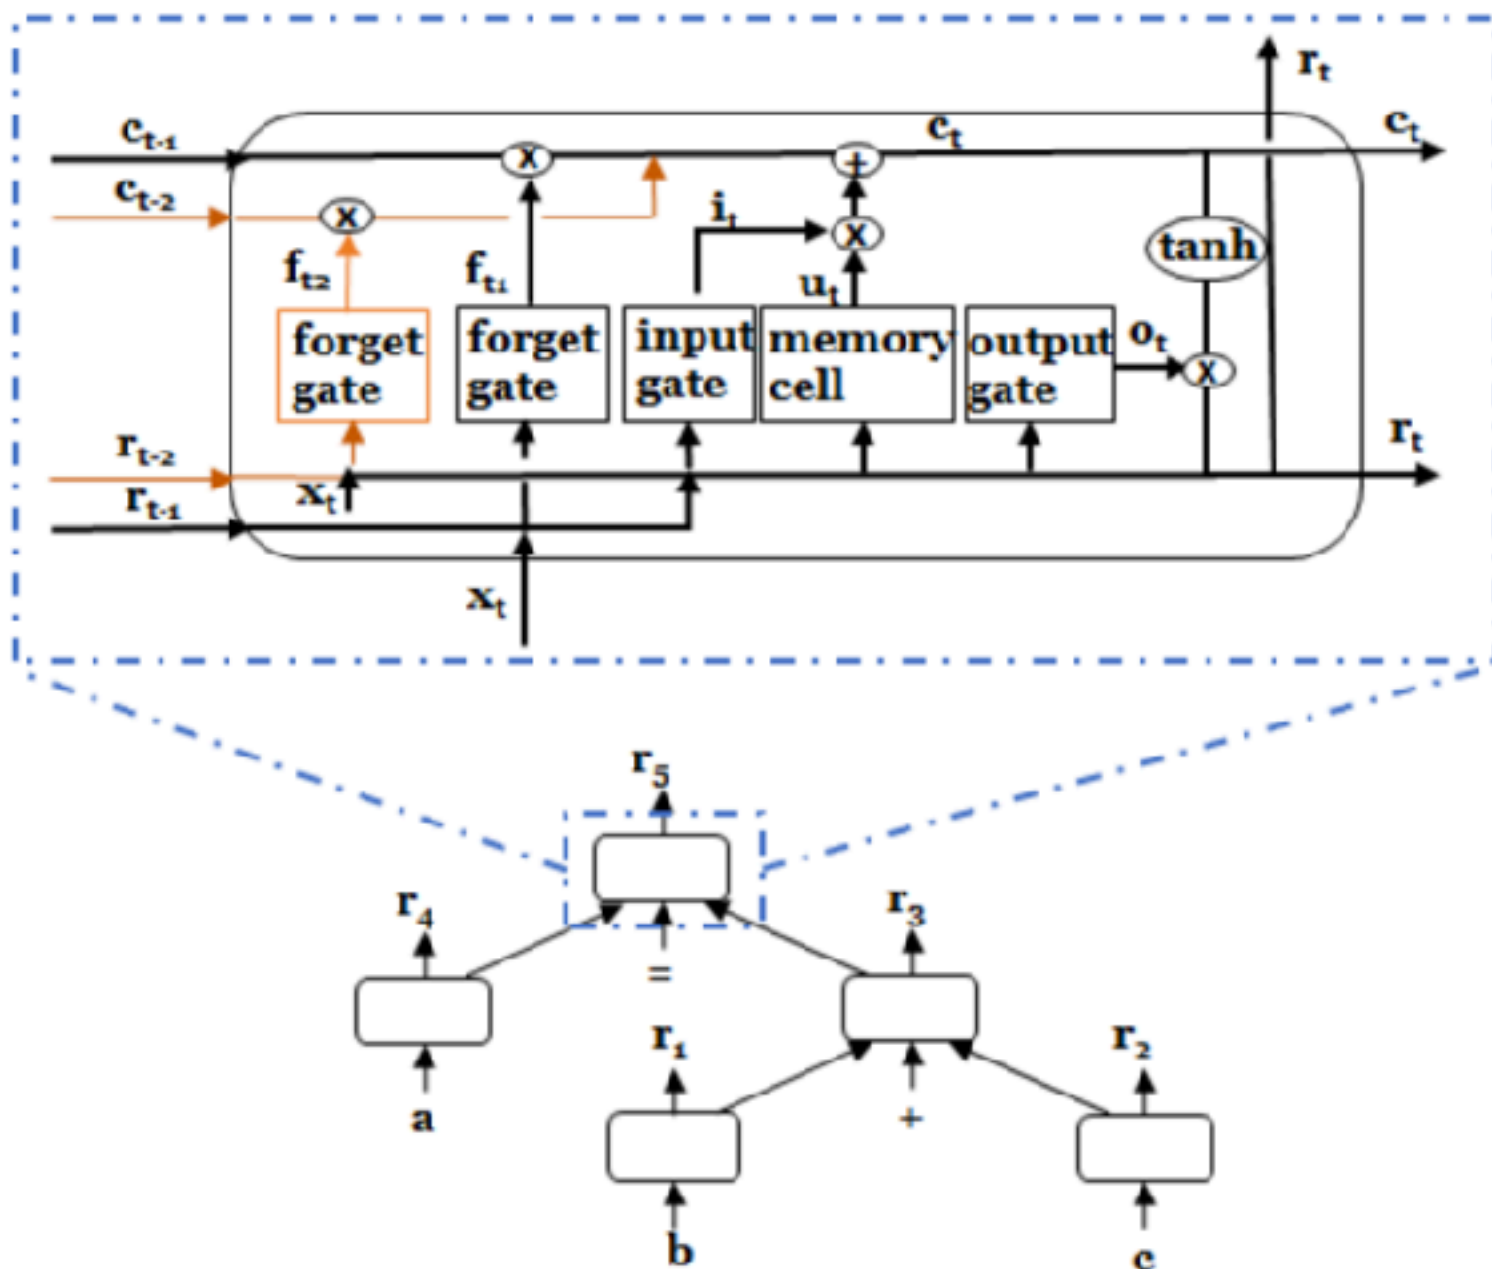 rₜ
cₜ₋₁
cₜ
cₜ
x
+
cₜ₋₂
x
iₜ
x
tanh
fₜ₂
fₜ₁
uₜ
forget gate
forget gate
input gate
memory cell
output gate
oₜ
x
rₜ₋₂
rₜ
xₜ
rₜ₋₁
xₜ
r₅
r₄
r₃
=
r₁
r₂
a
+
b
c